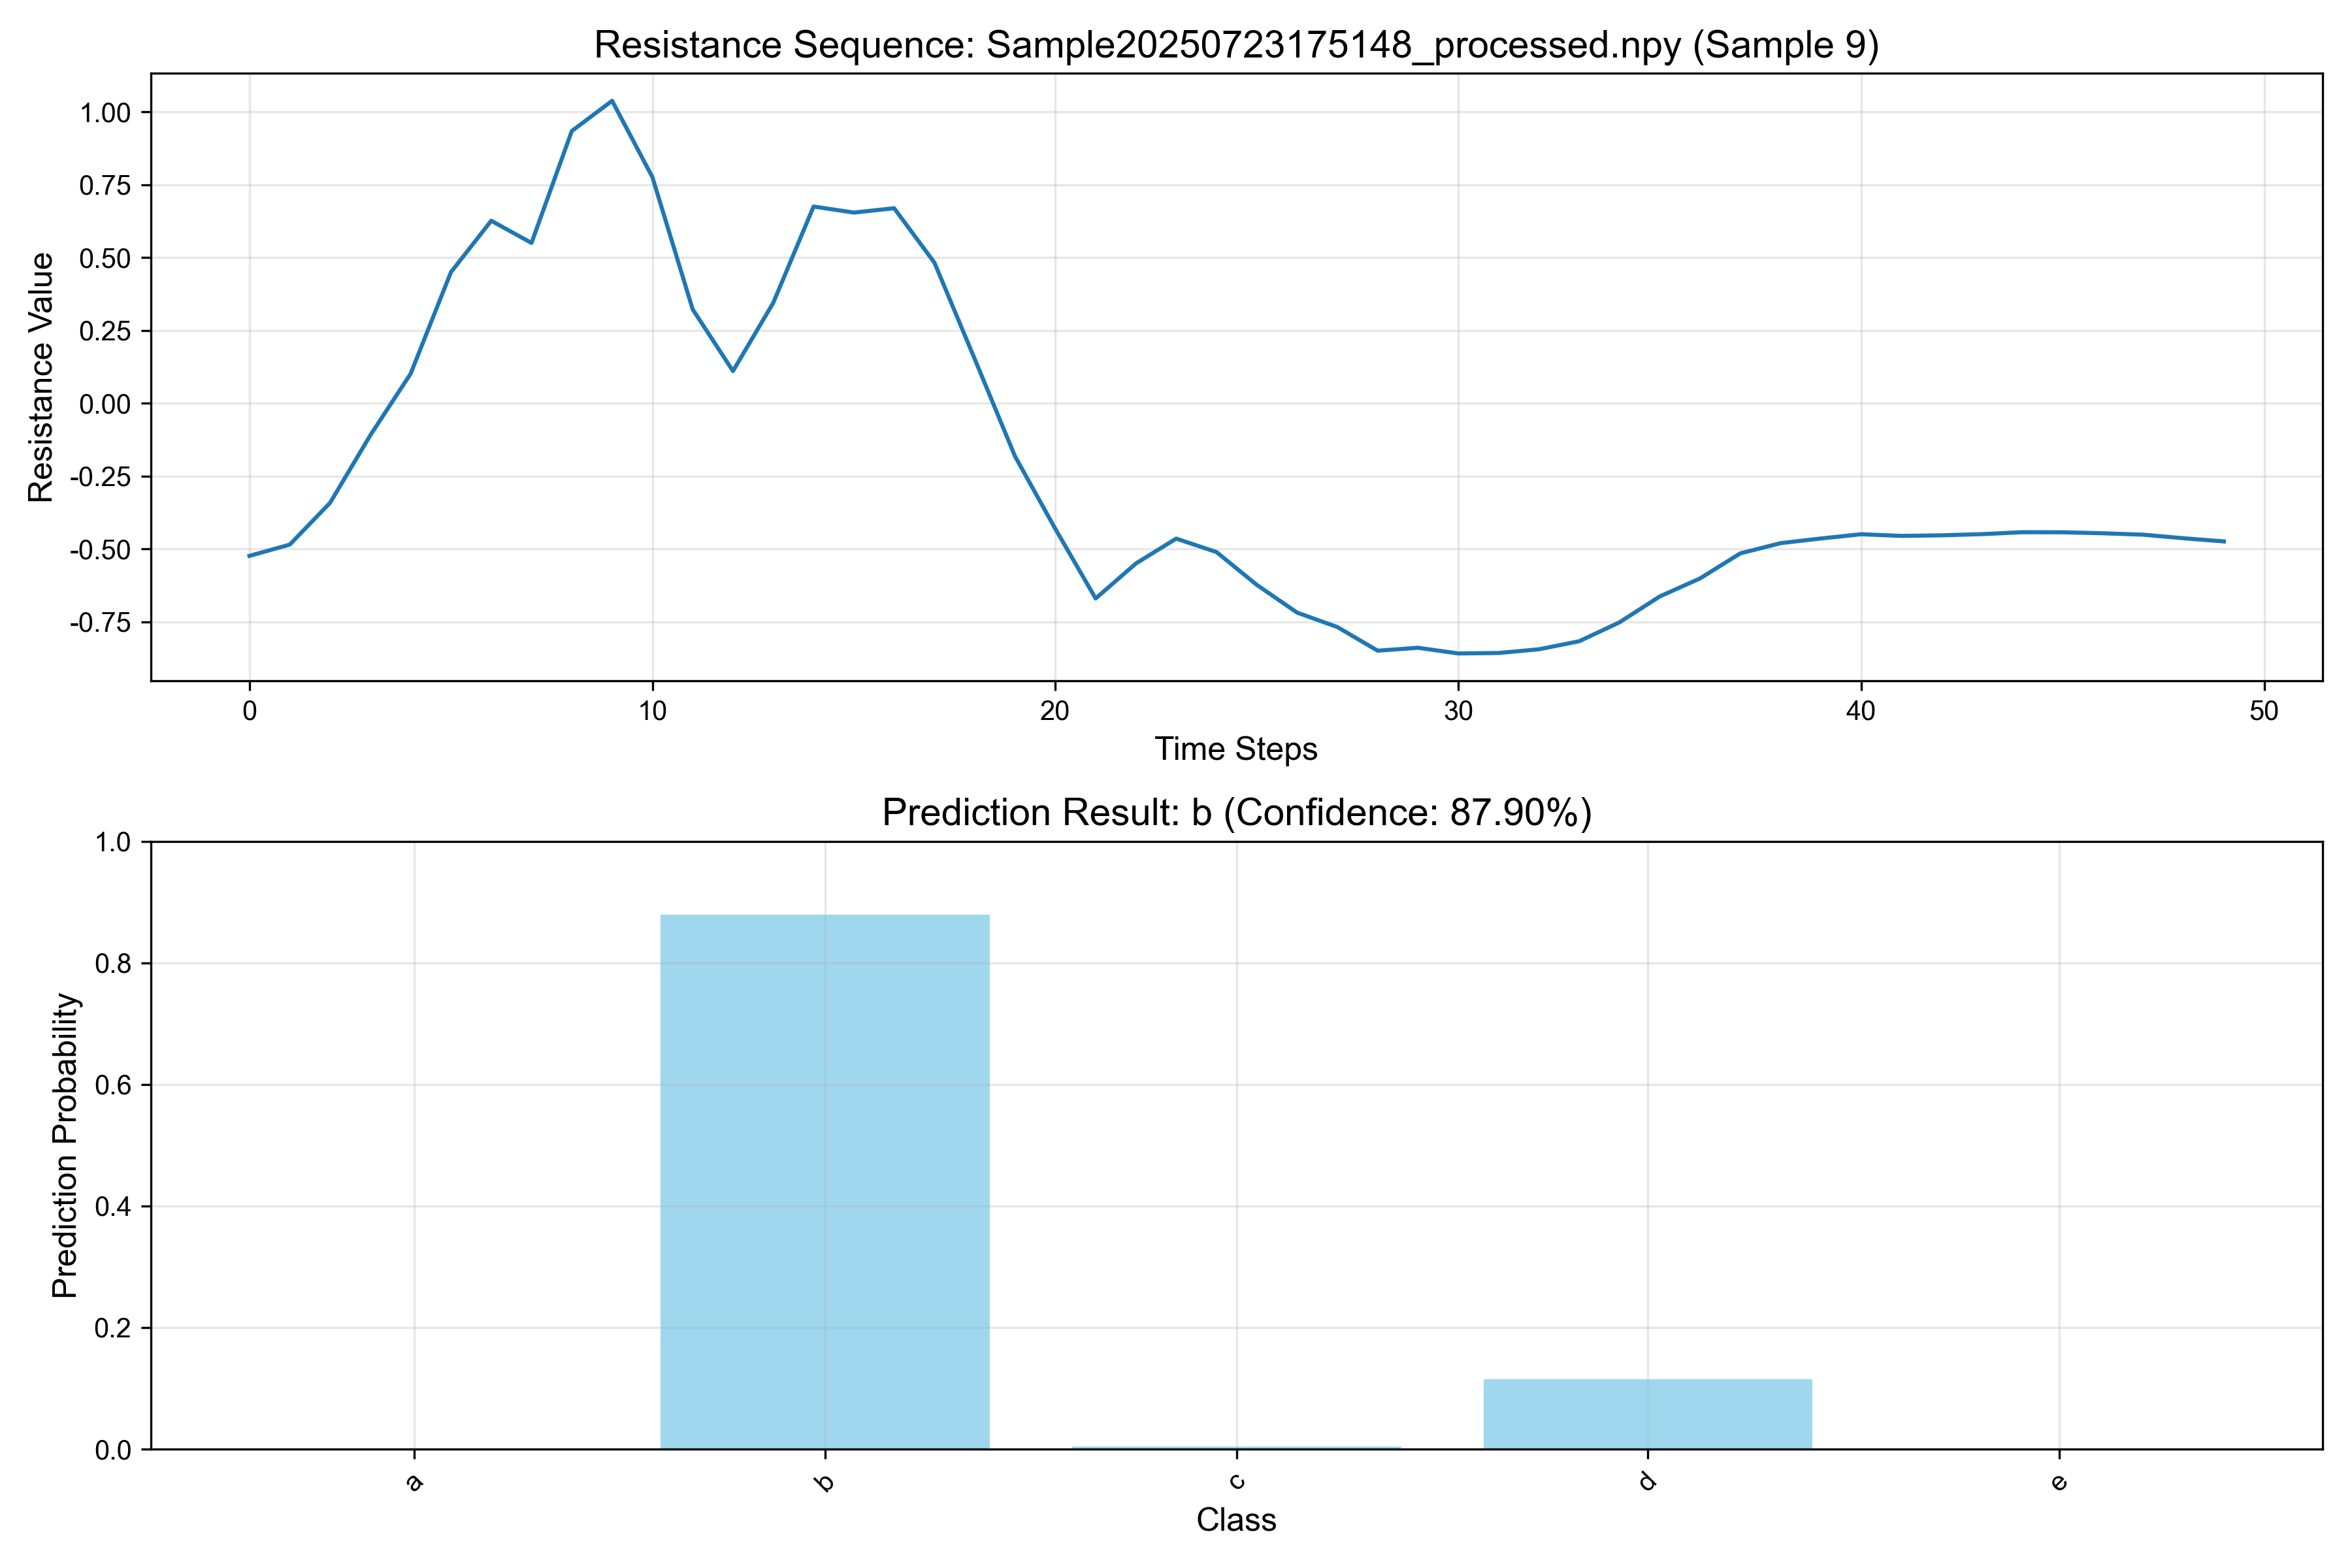 Resistance Sequence: Sample20250723175148_processed.npy (Sample 9)
Resistance Value
1.00
0.75
0.50
0.25
0.00
-0.25
-0.50
-0.75
0 10 20 30 40 50
Time Steps
Prediction Result: b (Confidence: 87.90%)
Prediction Probability
1.0
0.8
0.6
0.4
0.2
0.0
a b c d e
Class